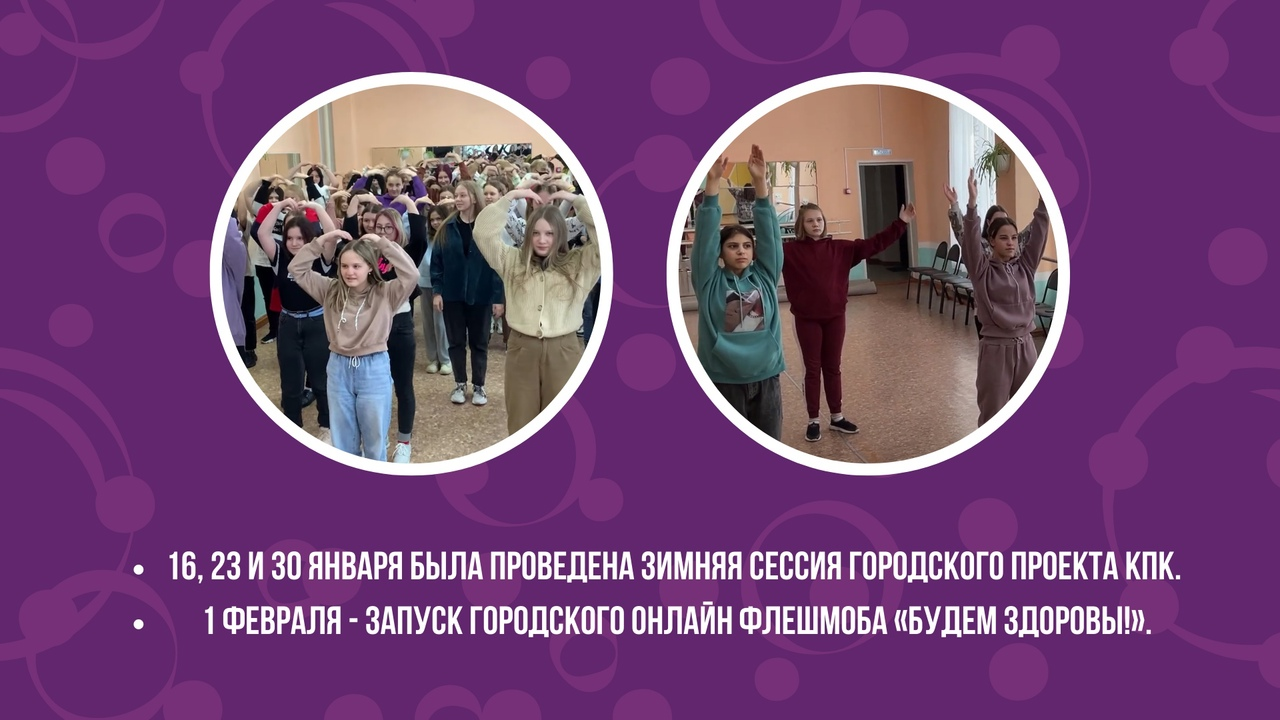 • 16, 23 И 30 ЯНВАРЯ БЫЛА ПРОВЕДЕНА ЗИМНЯЯ СЕССИЯ ГОРОДСКОГО ПРОЕКТА КПК.
• 1 ФЕВРАЛЯ - ЗАПУСК ГОРОДСКОГО ОНЛАЙН ФЛЕШМОБА «БУДЕМ ЗДОРОВЫ!».